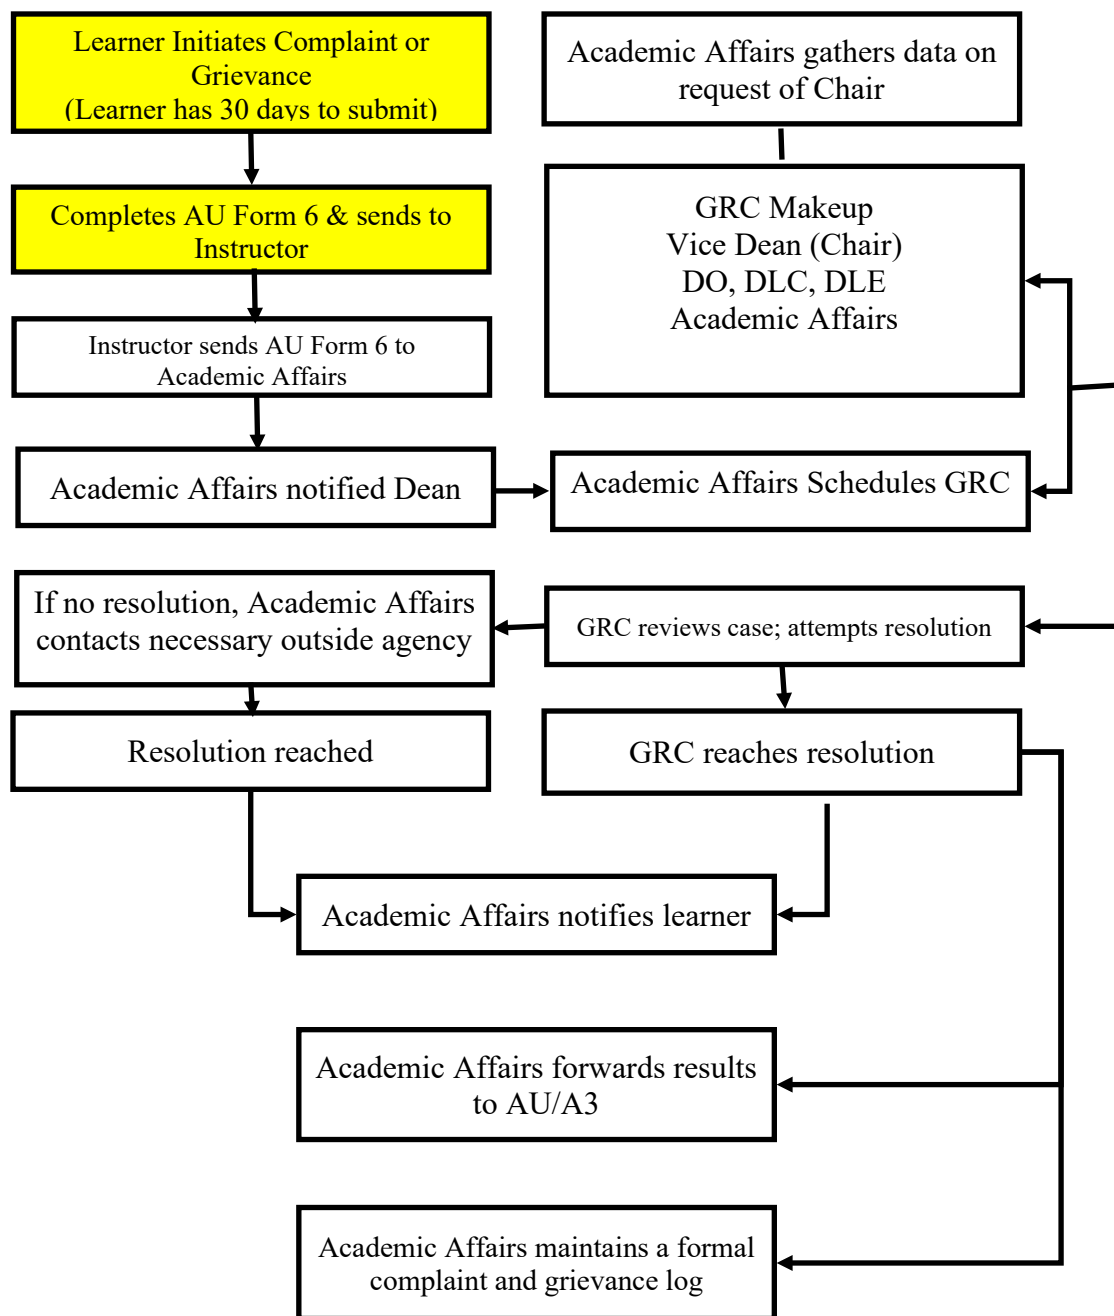 Learner Initiates Complaint or
Grievance
(Learner has 30 days to submit)
Completes AU Form 6 & sends to
Instructor
Instructor sends AU Form 6 to
Academic Affairs
Academic Affairs notified Dean
Academic Affairs gathers data on
request of Chair
GRC Makeup
Vice Dean (Chair)
DO, DLC, DLE
Academic Affairs
Academic Affairs Schedules GRC
If no resolution, Academic Affairs
contacts necessary outside agency
GRC reviews case; attempts resolution
Resolution reached
GRC reaches resolution
Academic Affairs notifies learner
Academic Affairs forwards results
to AU/A3
Academic Affairs maintains a formal
complaint and grievance log